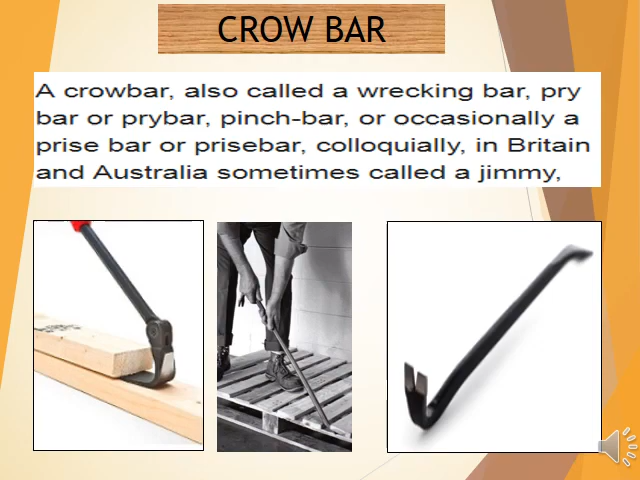 CROW BAR
A crowbar, also called a wrecking bar, pry
bar or prybar, pinch-bar, or occasionally a
prise bar or prisebar, colloquially, in Britain
and Australia sometimes called a jimmy,